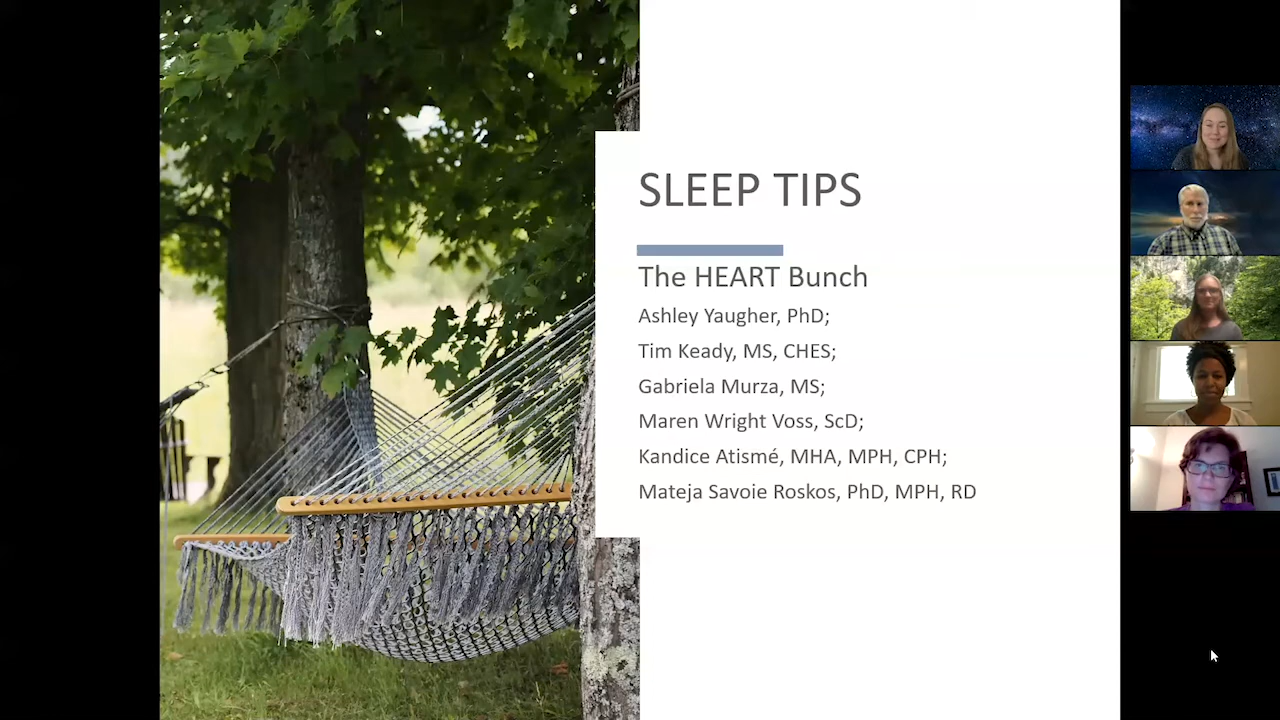 SLEEP TIPS
The HEART Bunch
Ashley Yaugher, PhD;
Tim Keady, MS, CHES;
Gabriela Murza, MS;
Maren Wright Voss, ScD;
Kandice Atismé, MHA, MPH, CPH;
Mateja Savoie Roskos, PhD, MPH, RD